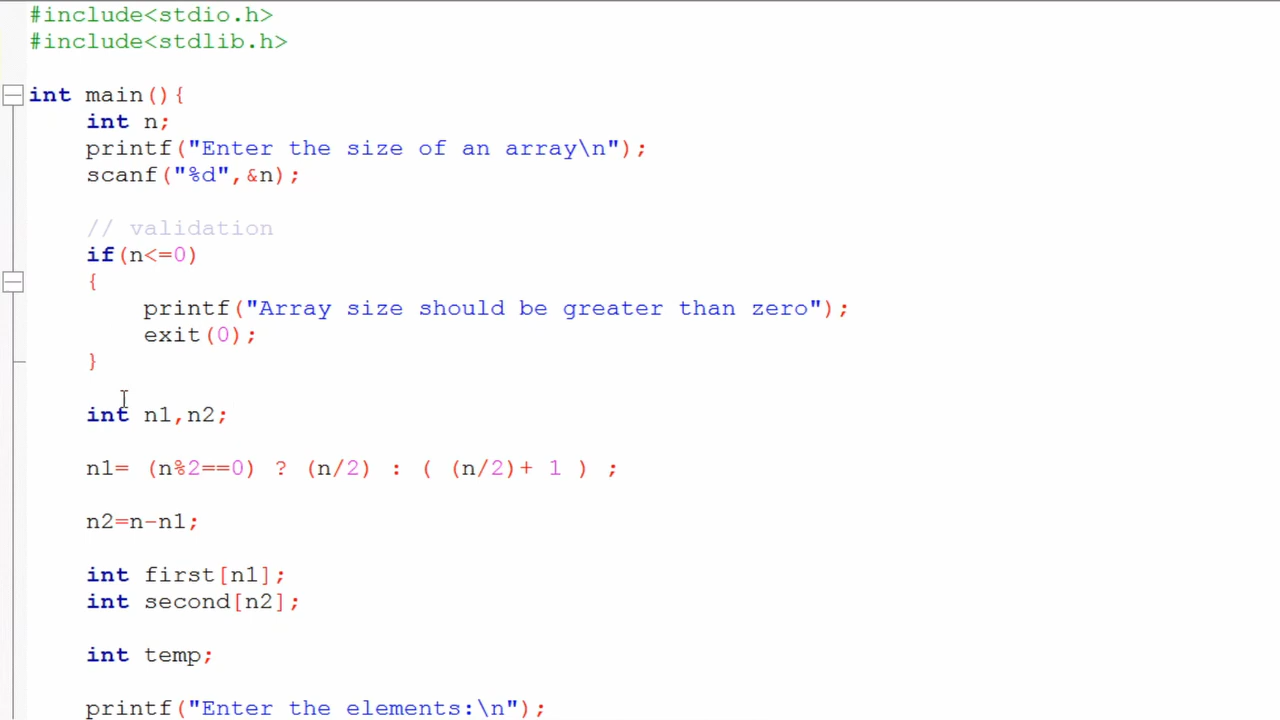 #include<stdio.h>
#include<stdlib.h>
int main(){
int n;
printf("Enter the size of an array\n");
scanf("%d",&n);
// validation
if(n<=0)
{
printf("Array size should be greater than zero");
exit(0);
}
int n1,n2;
n1= (n%2==0) ? (n/2) : ( (n/2)+ 1 ) ;
n2=n-n1;
int first[n1];
int second[n2];
int temp;
printf("Enter the elements:\n");